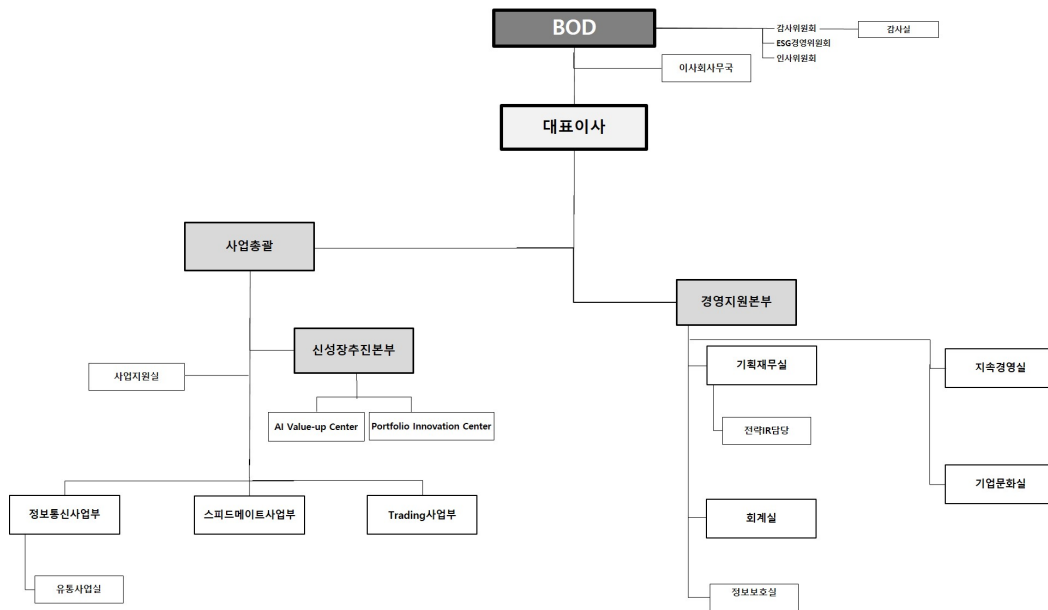 BOD
감사위원회
감사실
ESG경영위원회
인사위원회
이사회사무국
대표이사
사업총괄
경영지원본부
신성장추진본부
기획재무실
지속경영실
사업지원실
AI Value-up Center
Portfolio Innovation Center
전략IR담당
기업문화실
정보통신사업부
스피드메이트사업부
Trading사업부
회계실
유통사업실
정보보호실